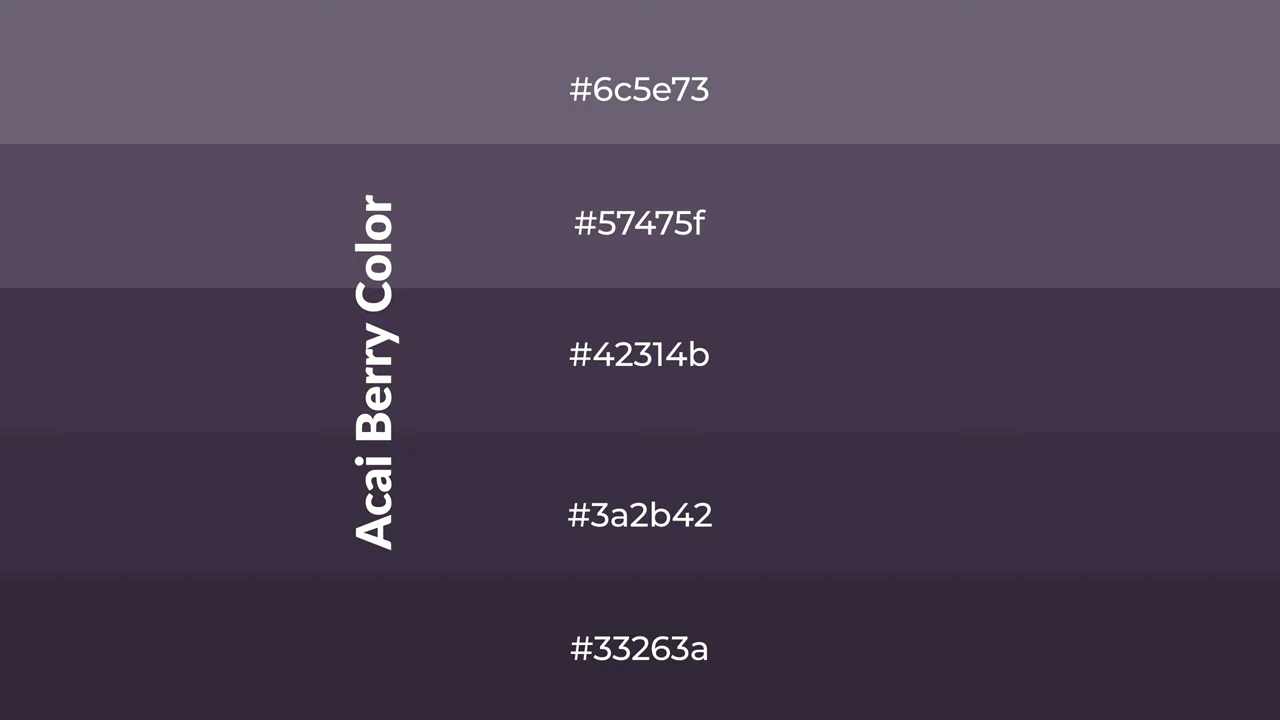 #6c5e73
#57475f
Acai Berry Color
#42314b
#3a2b42
#33263a